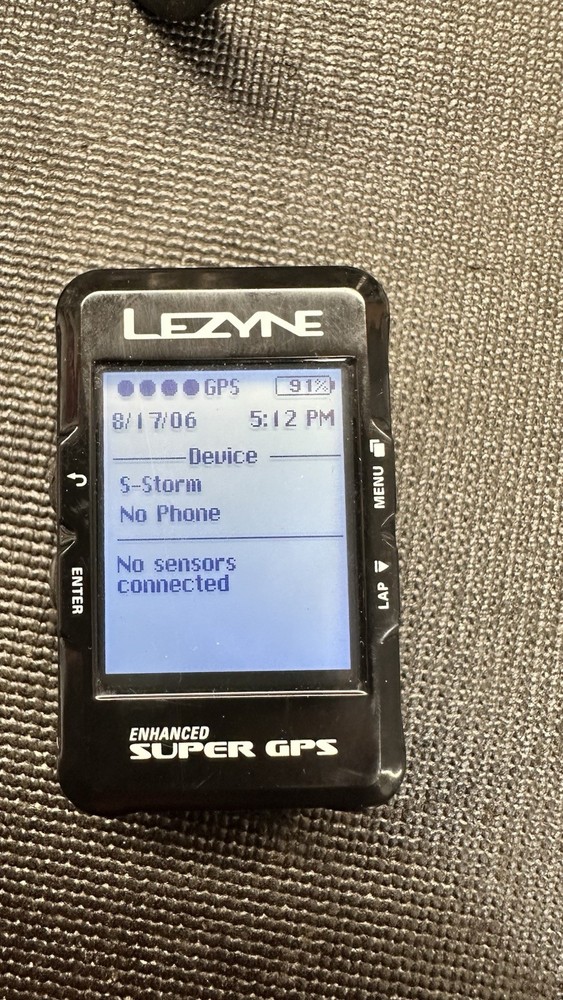 LEZYNE
GPS 91%
8/17/06 5:12 PM
Device
S-Storm
No Phone
No sensors
connected
MENU
LAP
ENTER
ENHANCED
SUPER GPS